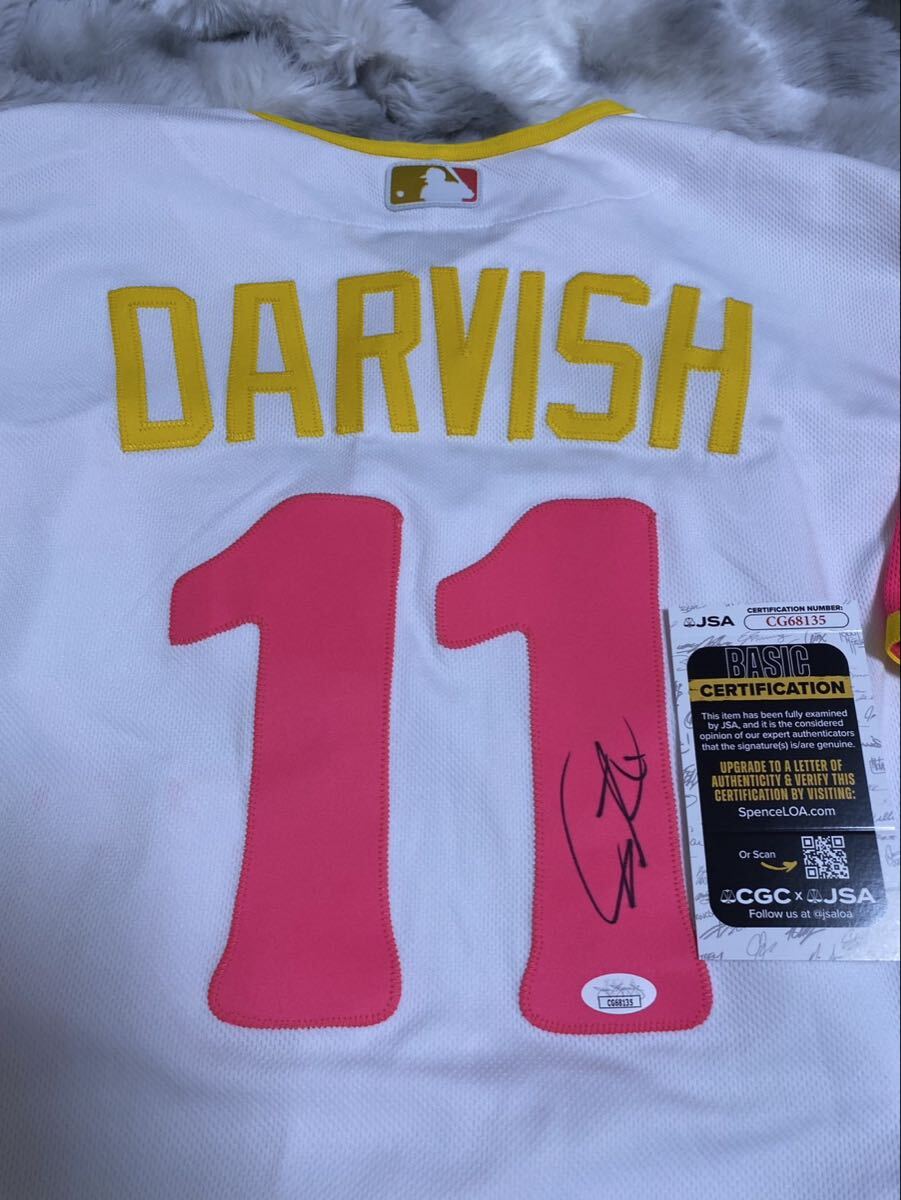 DARVISH
11
JSA
CERTIFICATION NUMBER:
CG68135
BASIC
CERTIFICATION
This item has been fully examined
by JSA, and it is the considered
opinion of our expert authenticators
that the signature(s) is/are genuine.
UPGRADE TO A LETTER OF
AUTHENTICITY & VERIFY THIS
CERTIFICATION BY VISITING:
SpenceLOA.com
Or Scan
CGC x JSA
Follow us at @jsaloa
CG68135